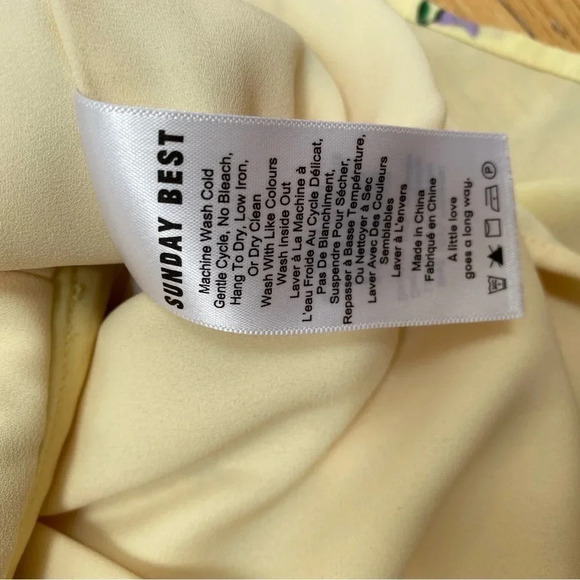 SUNDAY BEST
Machine Wash Cold
Gentle Cycle, No Bleach,
Hang To Dry, Low Iron,
Or Dry Clean
Wash With Like Colours
Wash Inside Out
Laver À La Machine à
L'eau Froide Au Cycle Délicat,
Pas De Blanchiment,
Suspendre Pour Sécher,
Repasser à Basse Température,
Ou Nettoyer à Sec
Laver Avec Des Couleurs
Semblables
Laver à L'envers
Made in China
Fabriqué en Chine
A little love
goes a long way.